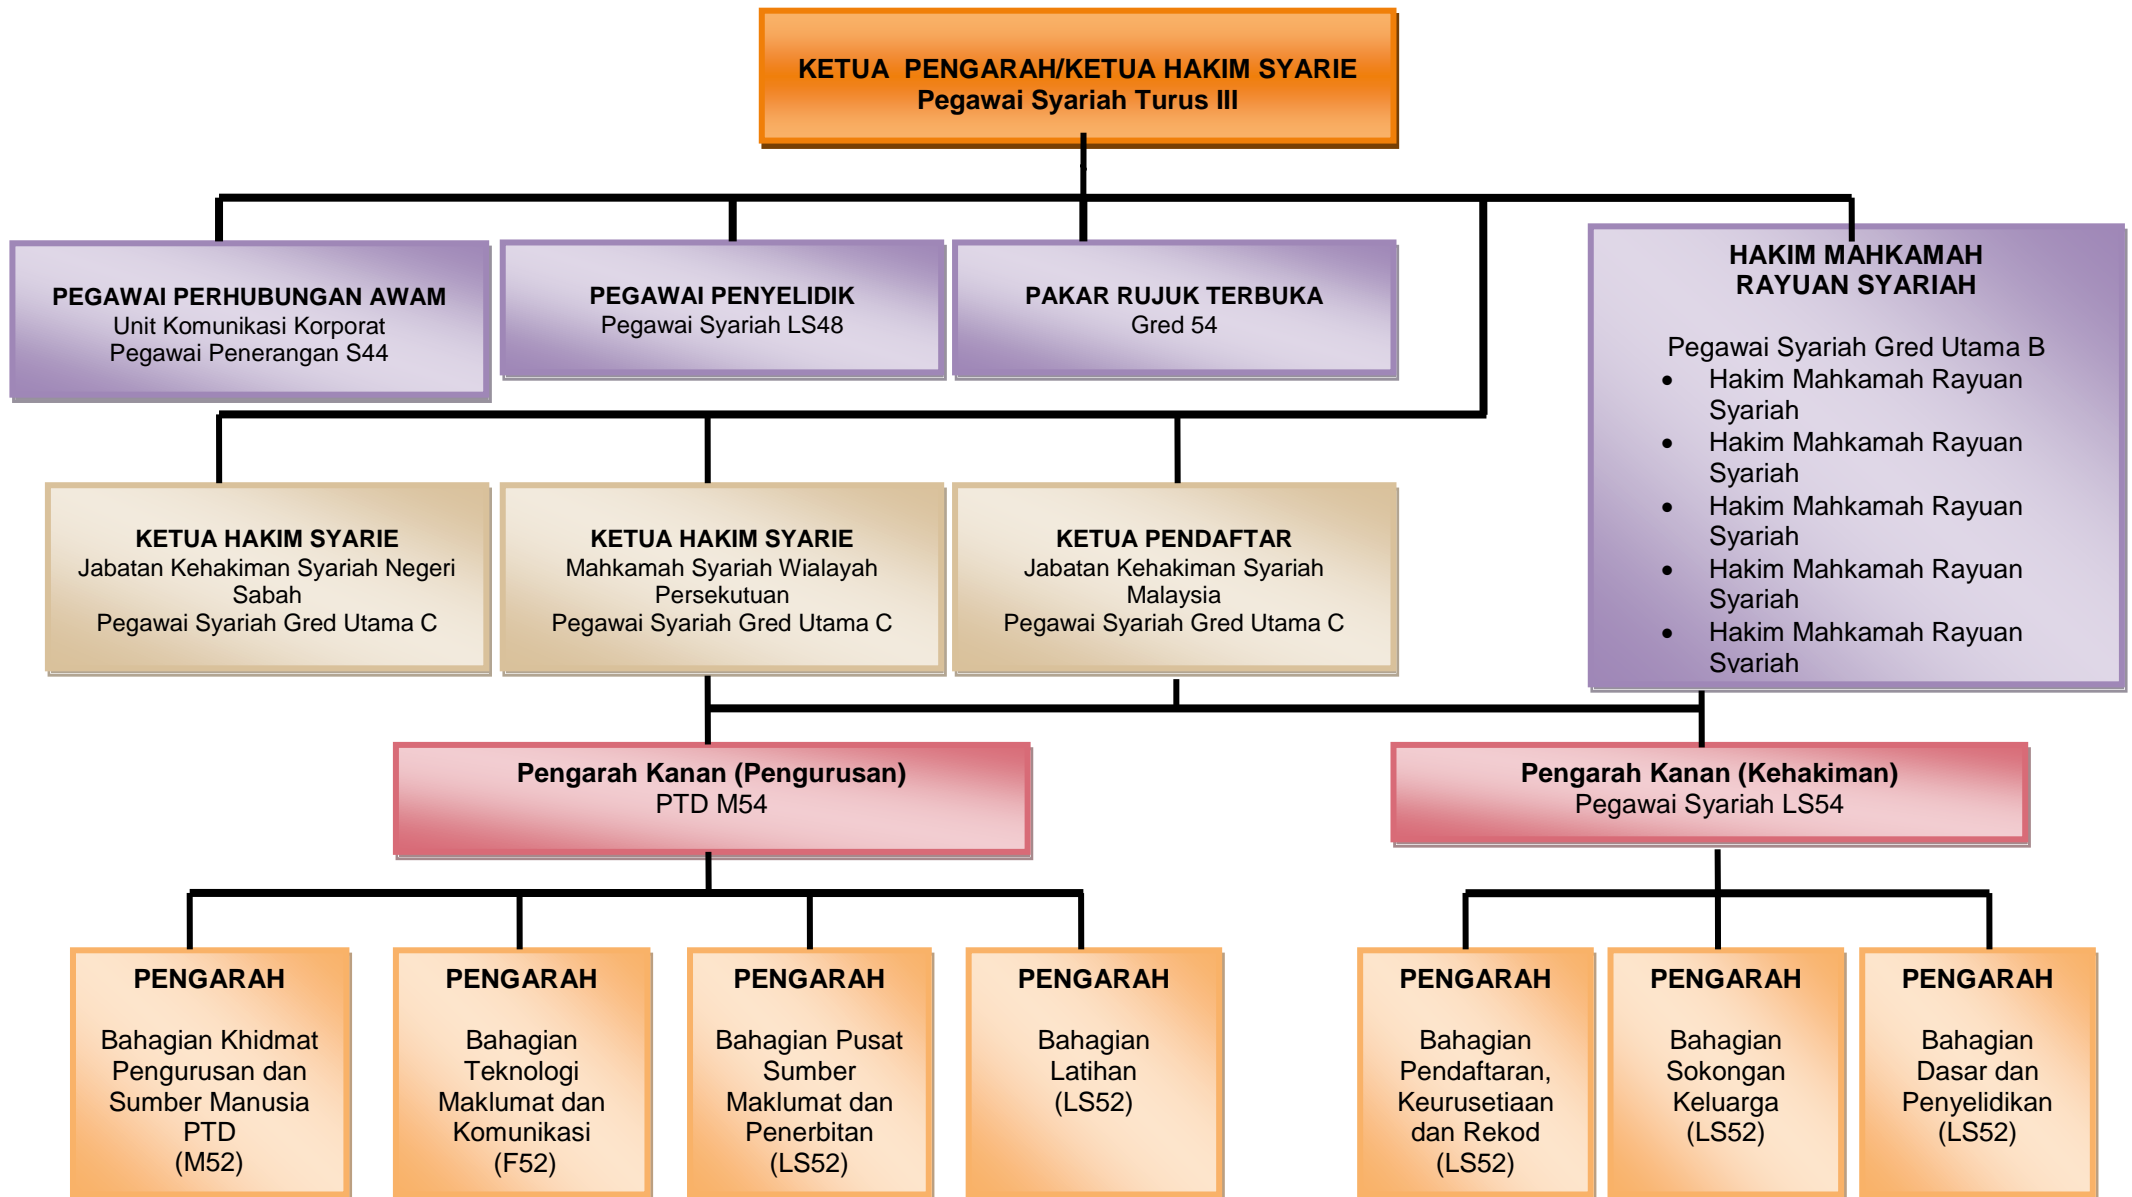 KETUA PENGARAH/KETUA HAKIM SYARIE
Pegawai Syariah Turus III
PEGAWAI PERHUBUNGAN AWAM
Unit Komunikasi Korporat
Pegawai Penerangan S44
PEGAWAI PENYELIDIK
Pegawai Syariah LS48
PAKAR RUJUK TERBUKA
Gred 54
HAKIM MAHKAMAH
RAYUAN SYARIAH
Pegawai Syariah Gred Utama B
• Hakim Mahkamah Rayuan
Syariah
• Hakim Mahkamah Rayuan
Syariah
• Hakim Mahkamah Rayuan
Syariah
• Hakim Mahkamah Rayuan
Syariah
• Hakim Mahkamah Rayuan
Syariah
KETUA HAKIM SYARIE
Jabatan Kehakiman Syariah Negeri
Sabah
Pegawai Syariah Gred Utama C
KETUA HAKIM SYARIE
Mahkamah Syariah Wialayah
Persekutuan
Pegawai Syariah Gred Utama C
KETUA PENDAFTAR
Jabatan Kehakiman Syariah
Malaysia
Pegawai Syariah Gred Utama C
Pengarah Kanan (Pengurusan)
PTD M54
Pengarah Kanan (Kehakiman)
Pegawai Syariah LS54
PENGARAH
Bahagian Khidmat
Pengurusan dan
Sumber Manusia
PTD
(M52)
PENGARAH
Bahagian
Teknologi
Maklumat dan
Komunikasi
(F52)
PENGARAH
Bahagian Pusat
Sumber
Maklumat dan
Penerbitan
(LS52)
PENGARAH
Bahagian
Latihan
(LS52)
PENGARAH
Bahagian
Pendaftaran,
Keurusetiaan
dan Rekod
(LS52)
PENGARAH
Bahagian
Sokongan
Keluarga
(LS52)
PENGARAH
Bahagian
Dasar dan
Penyelidikan
(LS52)